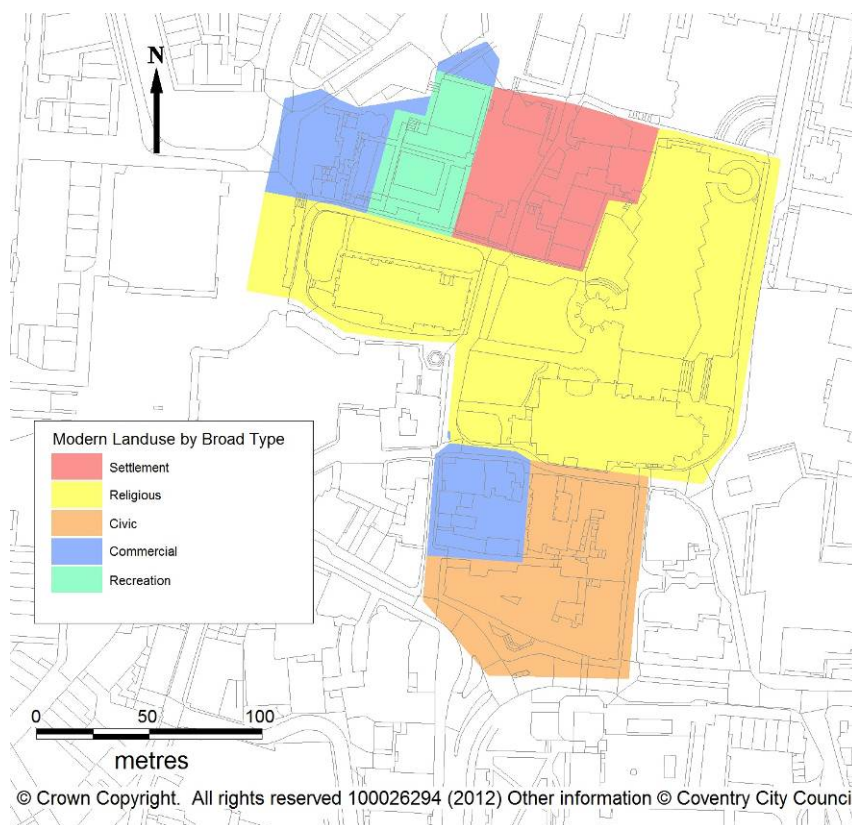 N
Modern Landuse by Broad Type
Settlement
Religious
Civic
Commercial
Recreation
0 50 100
metres
© Crown Copyright. All rights reserved 100026294 (2012) Other information © Coventry City Counci